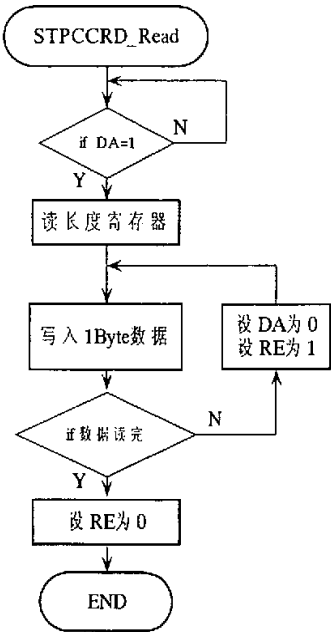 STPCCRD_Read
if DA=1
N
Y
读长度寄存器
写入1Byte数据
设DA为0
设RE为1
if数据读完
N
Y
设RE为0
END